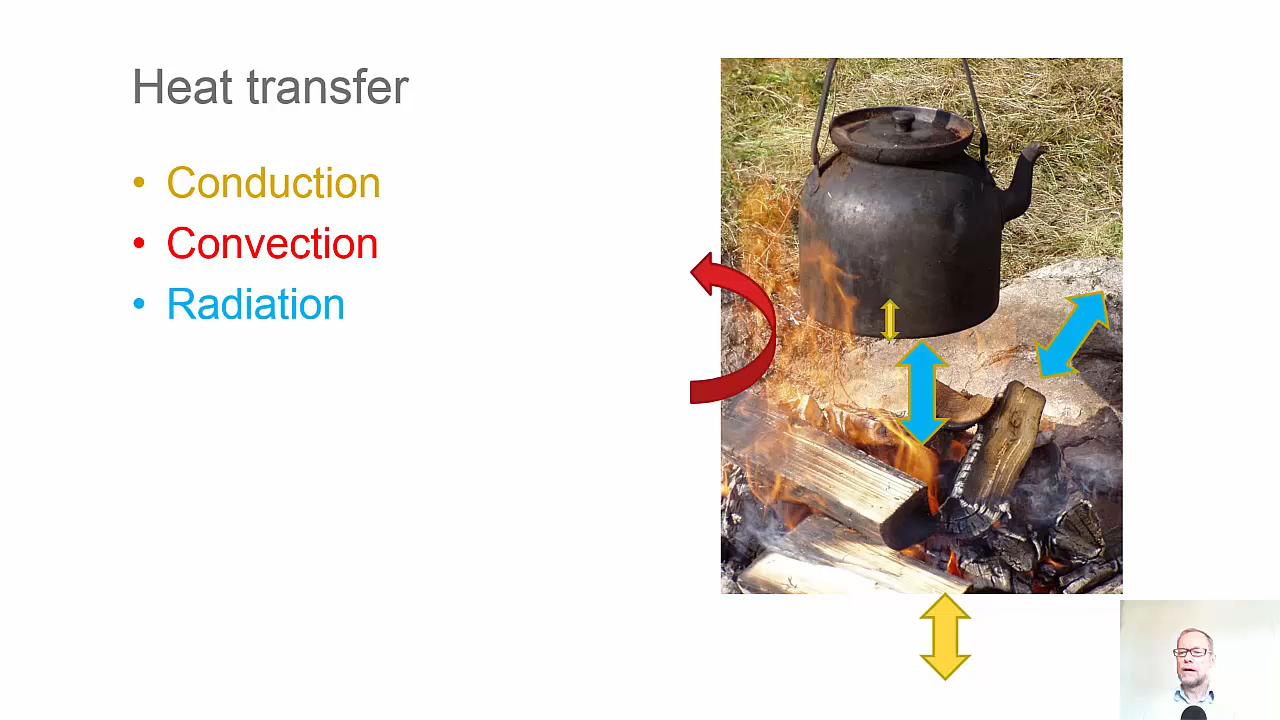 Heat transfer
• Conduction
• Convection
• Radiation